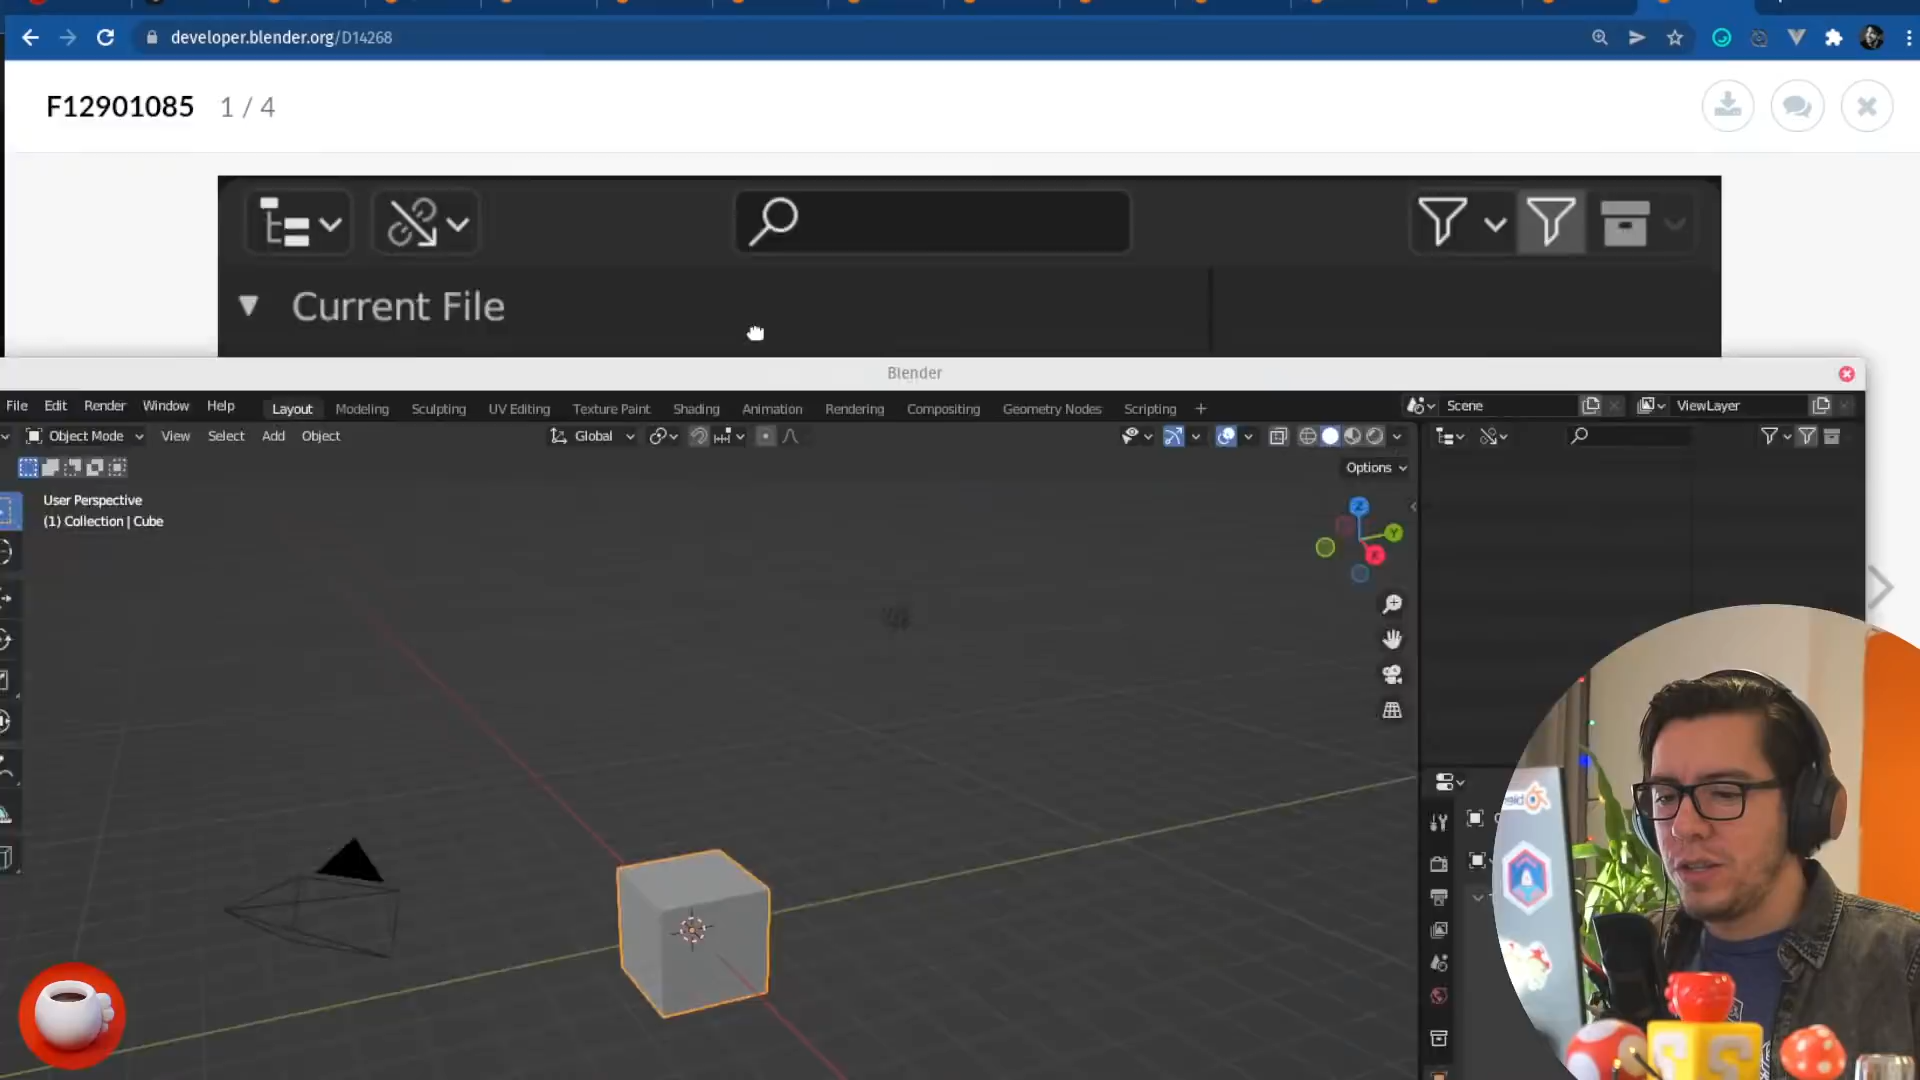 developer.blender.org/D14268
F12901085 1 / 4
Current File
Blender
File Edit Render Window Help Layout Modeling Sculpting UV Editing Texture Paint Shading Animation Rendering Compositing Geometry Nodes Scripting + Scene ViewLayer
Object Mode View Select Add Object Global
Options
User Perspective
(1) Collection | Cube
Z
Y
X
S S